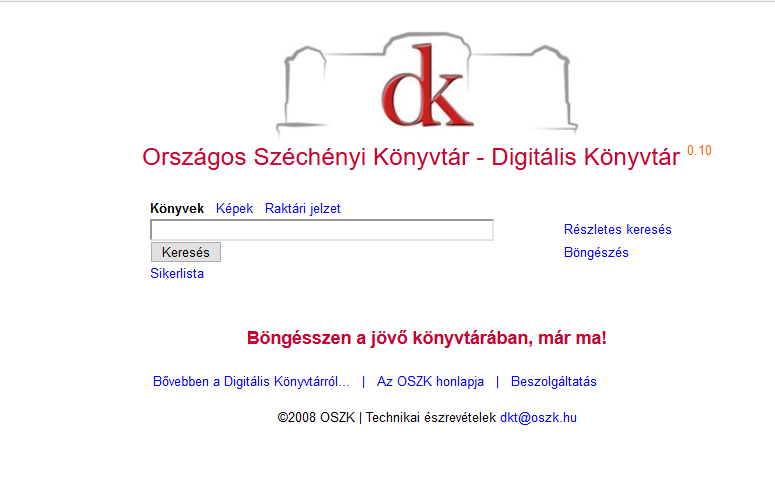 dk
Országos Széchényi Könyvtár - Digitális Könyvtár 0.10
Könyvek Képek Raktári jelzet
Részletes keresés
Keresés Böngészés
Sikerlista
Böngésszen a jövő könyvtárában, már ma!
Bővebben a Digitális Könyvtárról... | Az OSZK honlapja | Beszolgáltatás
©2008 OSZK | Technikai észrevételek dkt@oszk.hu